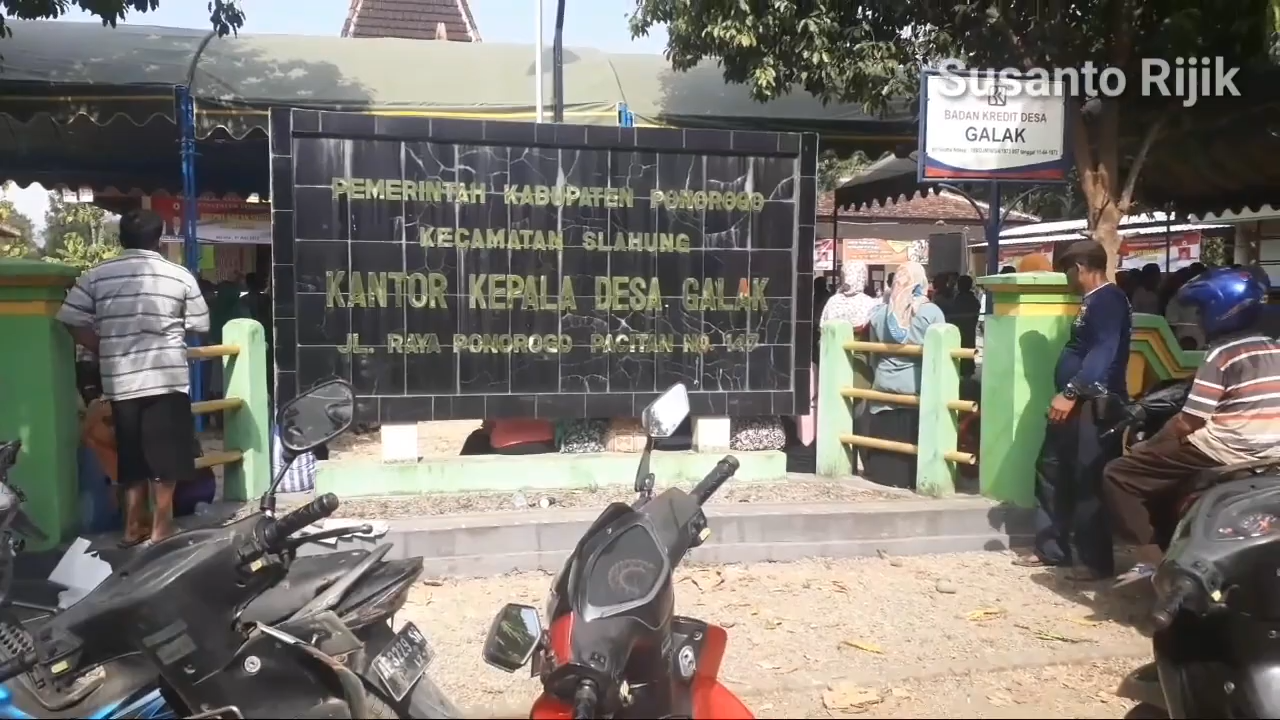 Susanto Rijik
BADAN KREDIT DESA
GALAK
PEMERINTAH KABUPATEN PONOROGO
KECAMATAN SLAHUNG
KANTOR KEPALA DESA GALAK
JL. RAYA PONOROGO PACITAN NO. 147